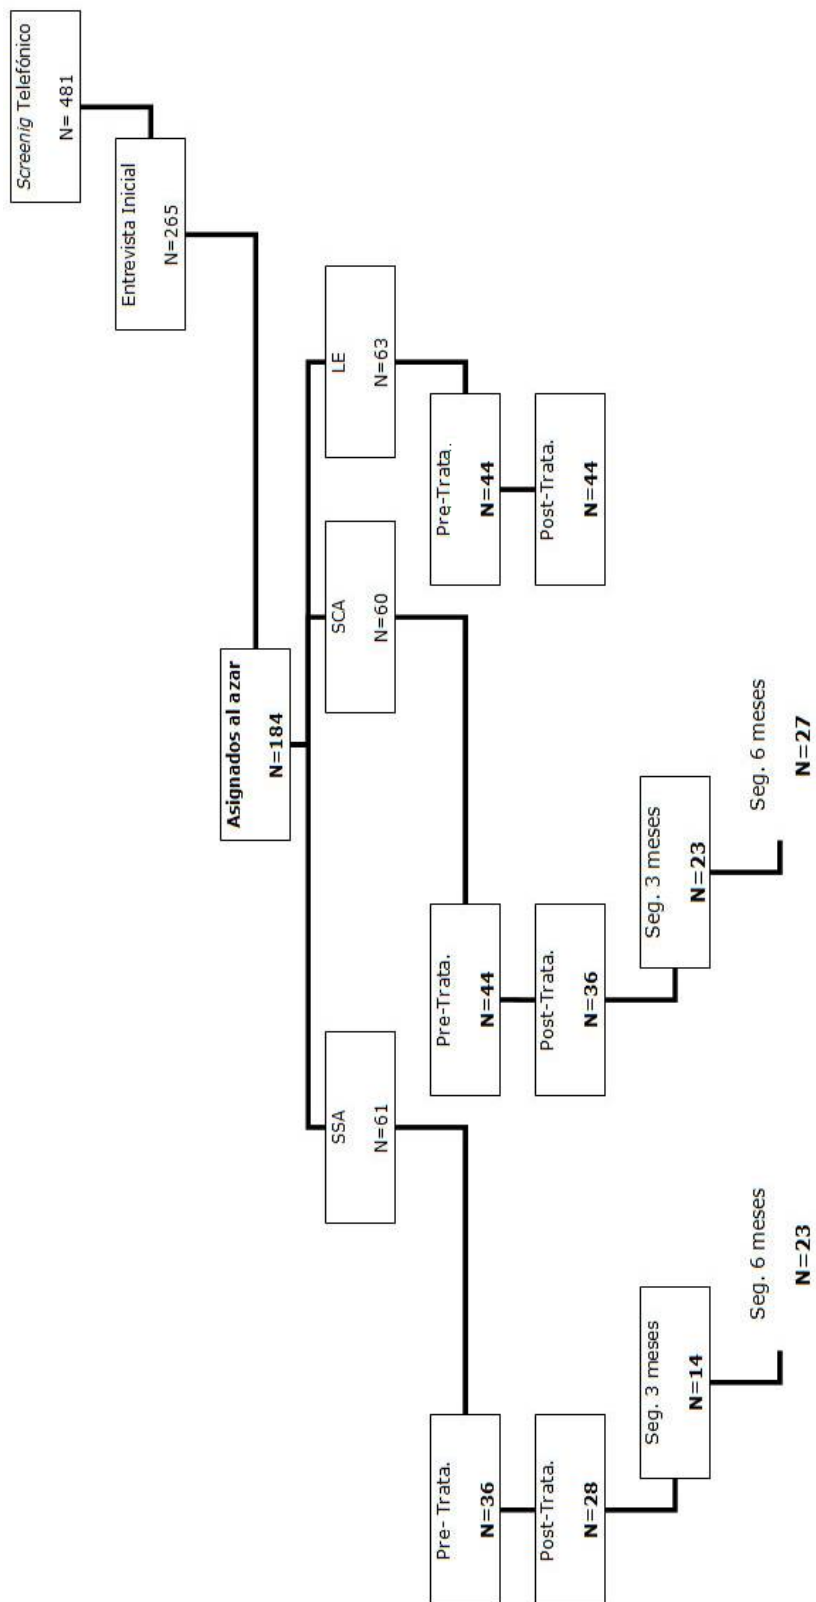 Screenig Telefónico
N= 481
Entrevista Inicial
N=265
Asignados al azar
N=184
SSA
N=61
SCA
N=60
LE
N=63
Pre- Trata.
N=36
Pre-Trata.
N=44
Pre-Trata.
N=44
Post-Trata.
N=28
Post-Trata.
N=36
Post-Trata.
N=44
Seg. 3 meses
N=14
Seg. 3 meses
N=23
Seg. 6 meses
N=23
Seg. 6 meses
N=27